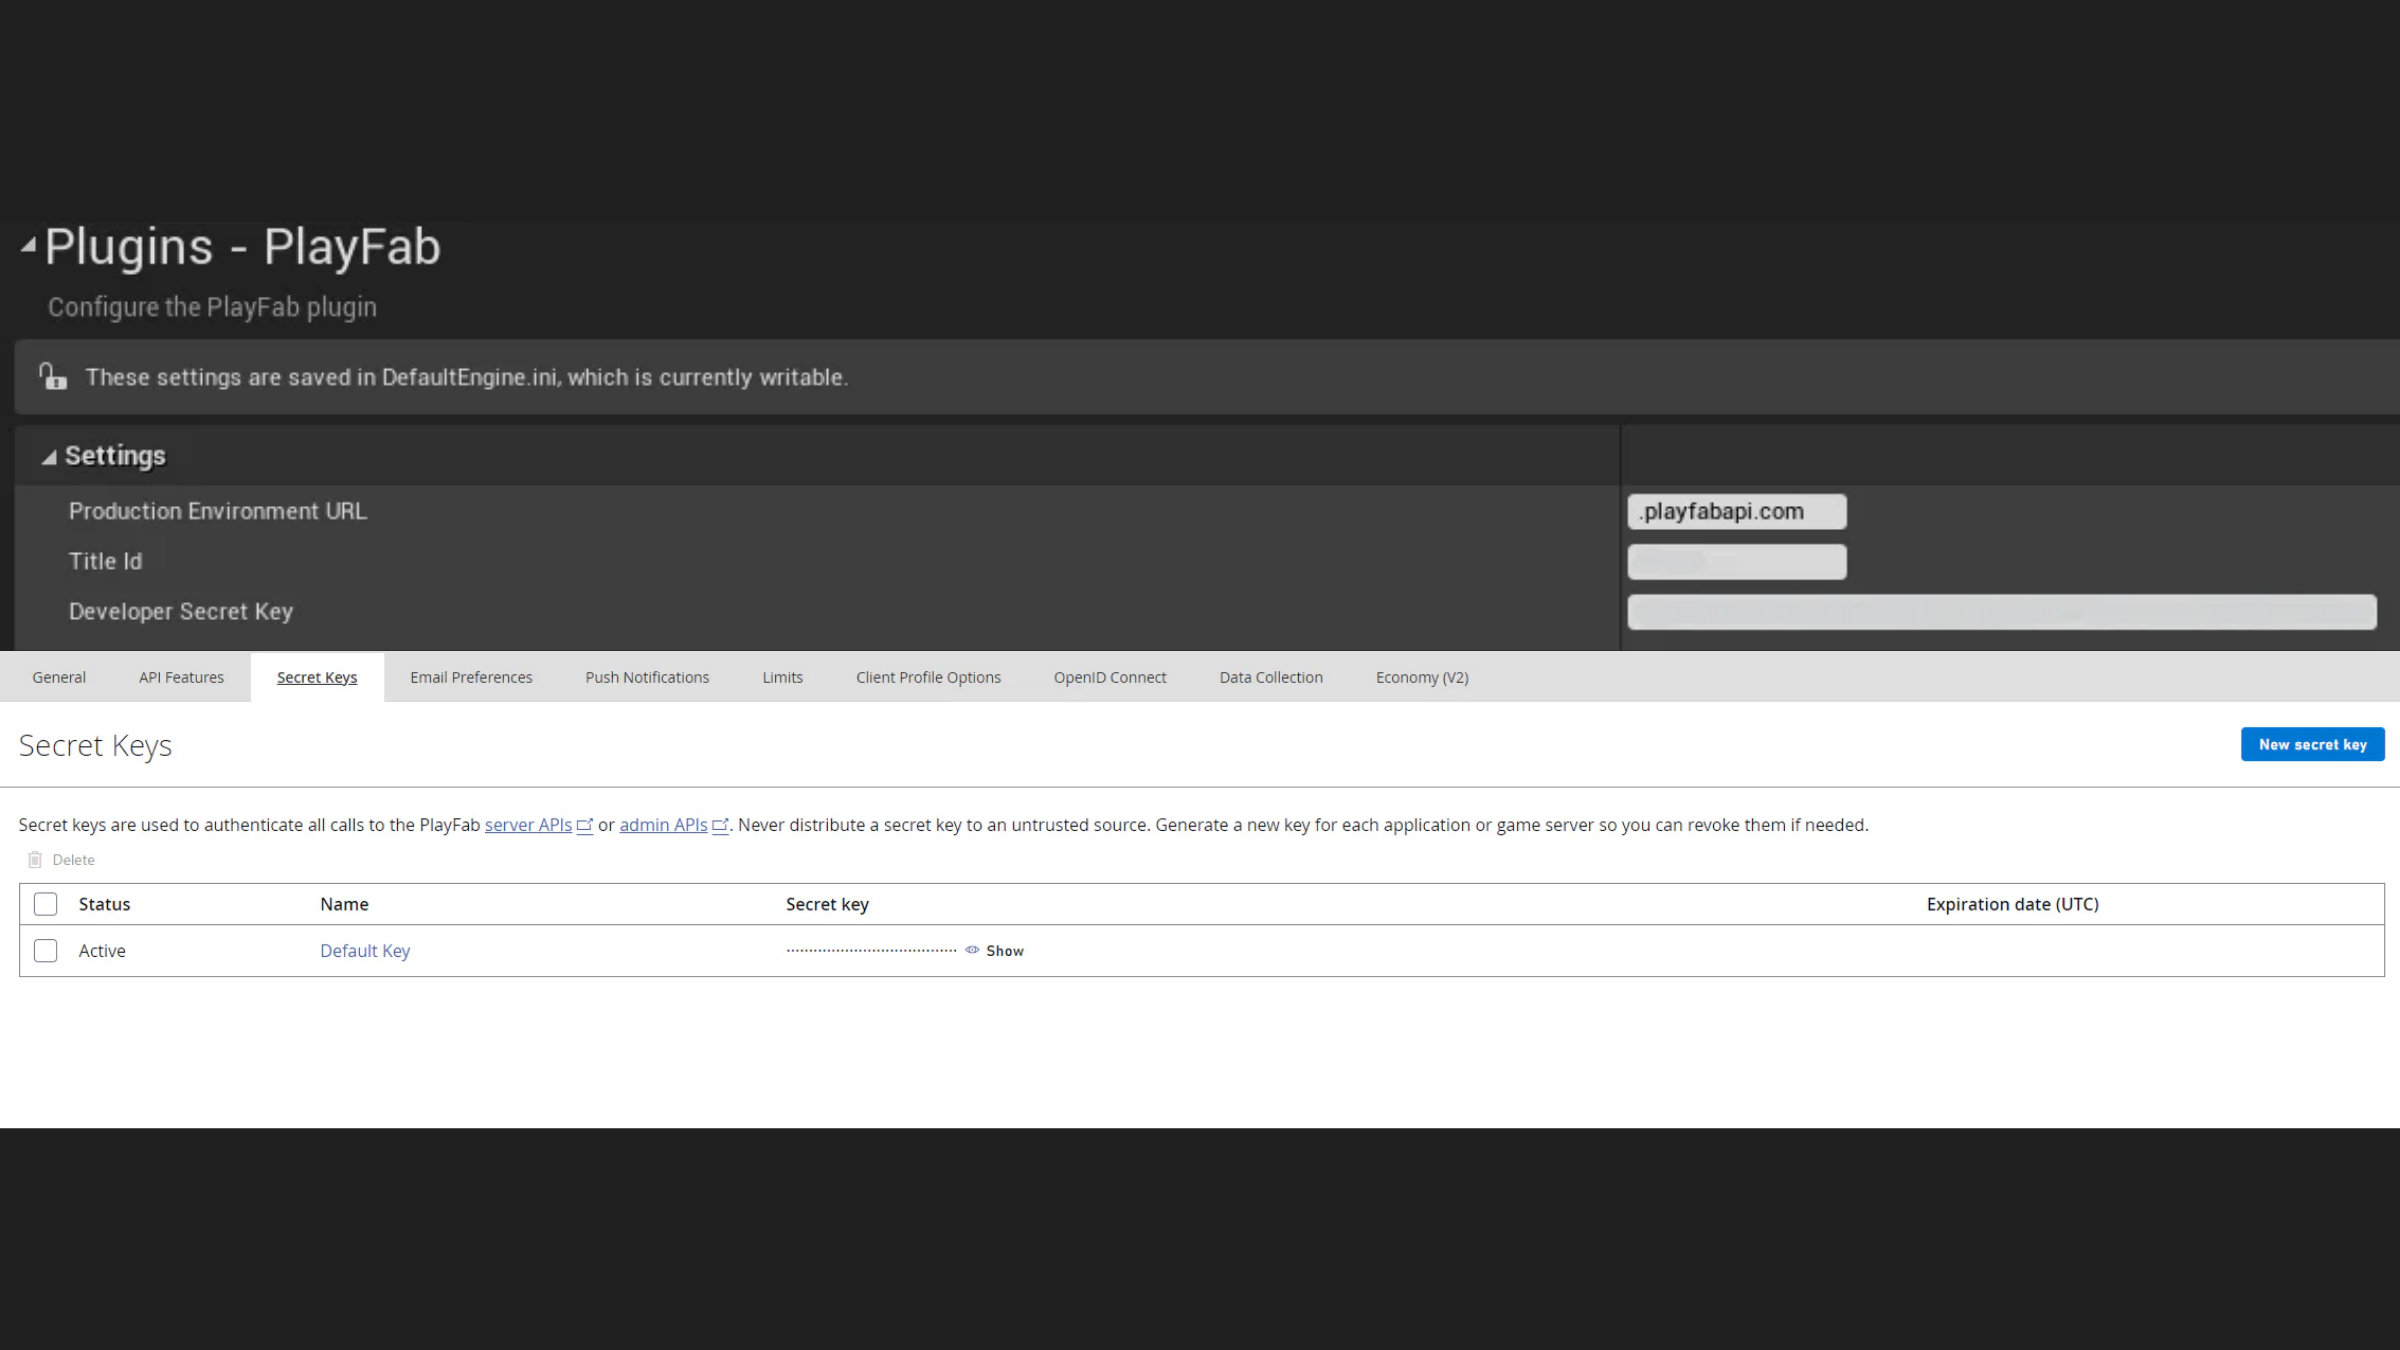 Plugins - PlayFab
Configure the PlayFab plugin
These settings are saved in DefaultEngine.ini, which is currently writable.
Settings
Production Environment URL .playfabapi.com
Title Id
Developer Secret Key
General API Features Secret Keys Email Preferences Push Notifications Limits Client Profile Options OpenID Connect Data Collection Economy (V2)
Secret Keys New secret key
Secret keys are used to authenticate all calls to the PlayFab server APIs or admin APIs. Never distribute a secret key to an untrusted source. Generate a new key for each application or game server so you can revoke them if needed.
Delete
Status Name Secret key Expiration date (UTC)
Active Default Key Show